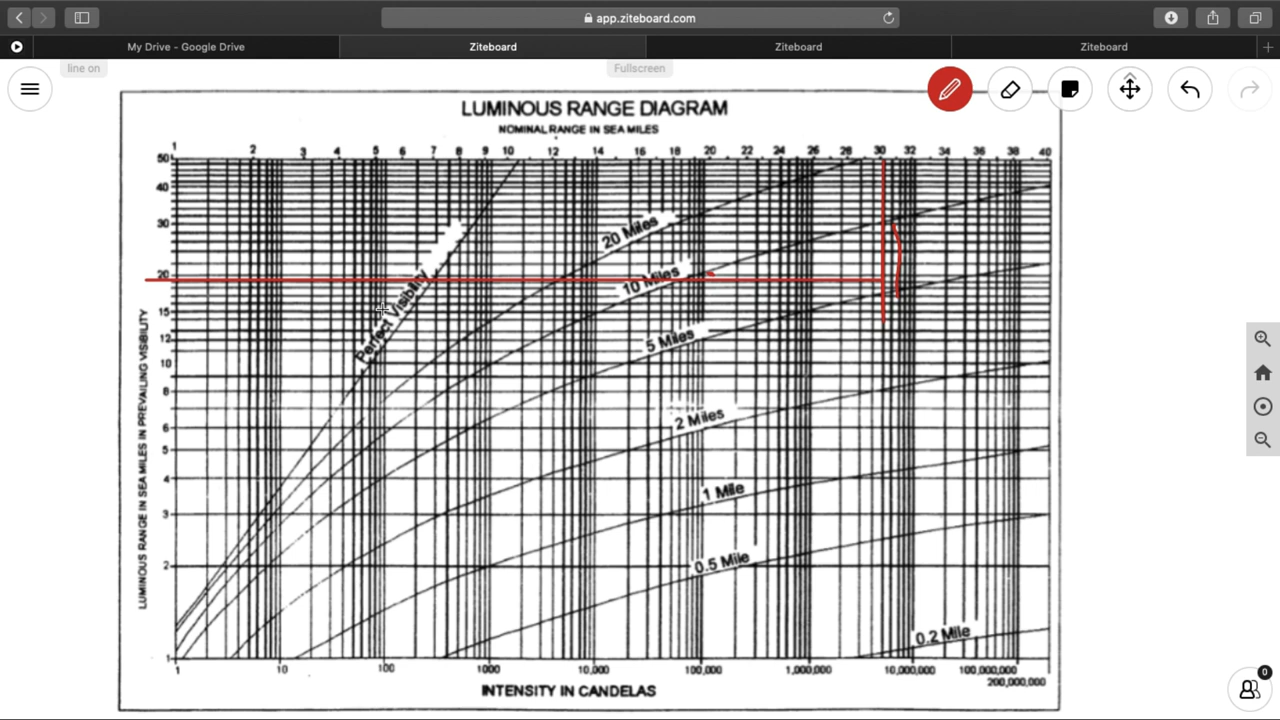 app.ziteboard.com
My Drive - Google Drive Ziteboard Ziteboard Ziteboard
line on Fullscreen
LUMINOUS RANGE DIAGRAM
NOMINAL RANGE IN SEA MILES
1 2 3 4 5 6 7 8 9 10 12 14 16 18 20 22 24 26 28 30 32 34 36 38 40
50
40
30
20
15
12
10
8
6
5
4
3
2
1
LUMINOUS RANGE IN SEA MILES IN PREVAILING VISIBILITY
Perfect Visibility
20 Miles
10 Miles
5 Miles
2 Miles
1 Mile
0.5 Mile
0.2 Mile
1 10 100 1000 10,000 100,000 1,000,000 10,000,000 100,000,000
200,000,000
INTENSITY IN CANDELAS
0